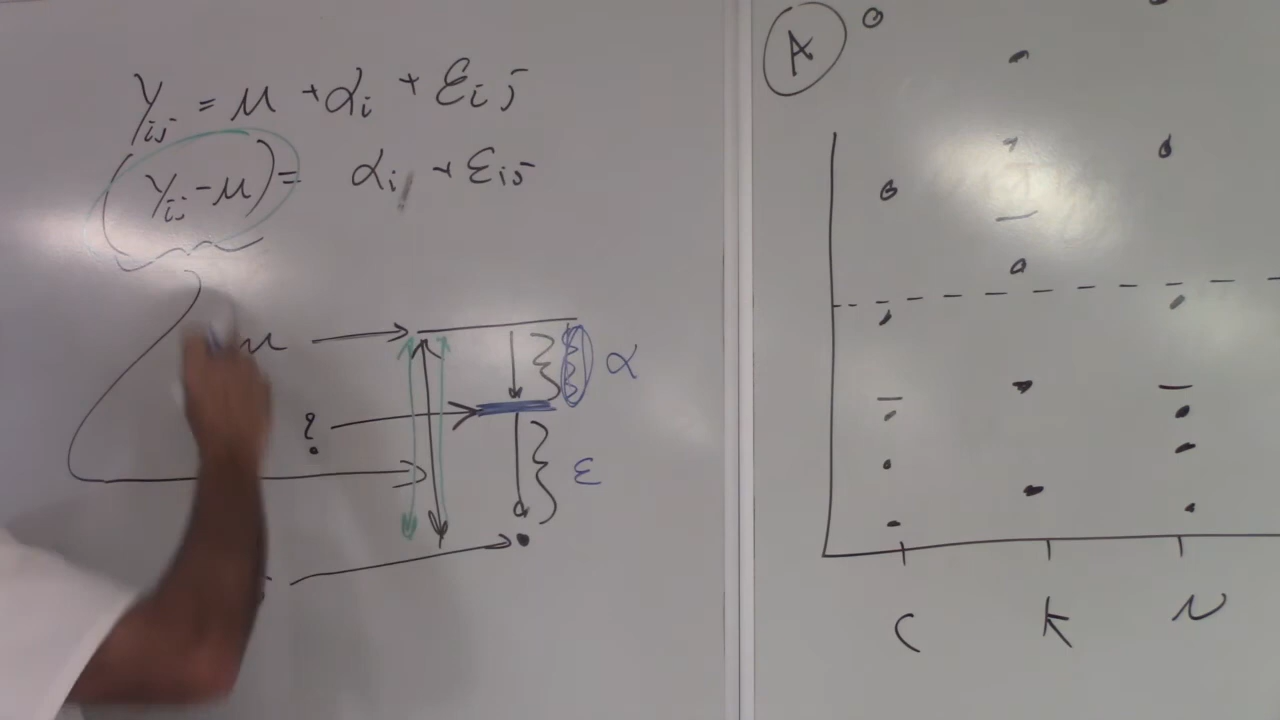 Yij = μ + αi + εij
(Yij - μ) = αi + εij
μ
α
?
ε
A
C K N